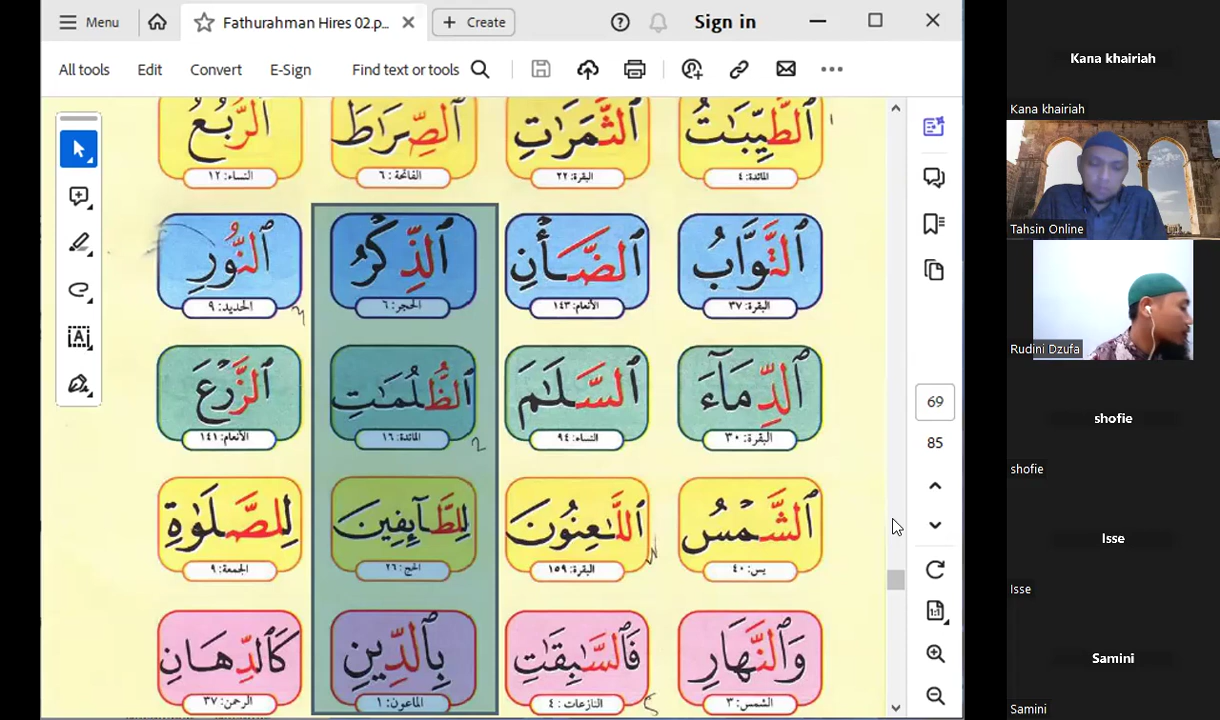 Menu
Fathurahman Hires 02.p...
Create
Sign in
All tools
Edit
Convert
E-Sign
Find text or tools
ٱلطَّيِّبَٰتُ ٱلثَّمَرَٰتِ ٱلصِّرَاطَ ٱلرُّبُعُ
المائدة: ٤ البقرة: ٢٢ الفاتحة: ٦ النساء: ١٢
ٱلتَّوَّابُ ٱلضَّأْنِ ٱلذِّكْرُ ٱلنُّورِ
البقرة: ٣٧ الأنعام: ١٤٣ الحجر: ٦ الحديد: ٩
ٱلدِّمَآءَ ٱلسَّلَٰمَ ٱلظُّلُمَٰتِ ٱلزَّرْعَ
البقرة: ٣٠ النساء: ٩٤ المائدة: ١٦ الأنعام: ١٤١
ٱلشَّمْسُ ٱللَّٰعِنُونَ لِلطَّآئِفِينَ لِلصَّلَوٰةِ
يس: ٤٠ البقرة: ١٥٩ الحج: ٢٦ الجمعة: ٩
وَٱلنَّهَارِ فَٱلسَّٰبِقَٰتِ بِٱلدِّينِ كَٱلدِّهَانِ
الشمس: ٣ النازعات: ٤ الماعون: ١ الرحمن: ٣٧
69
85
1:1
Kana khairiah
Kana khairiah
Tahsin Online
Rudini Dzufa
shofie
shofie
Isse
Isse
Samini
Samini